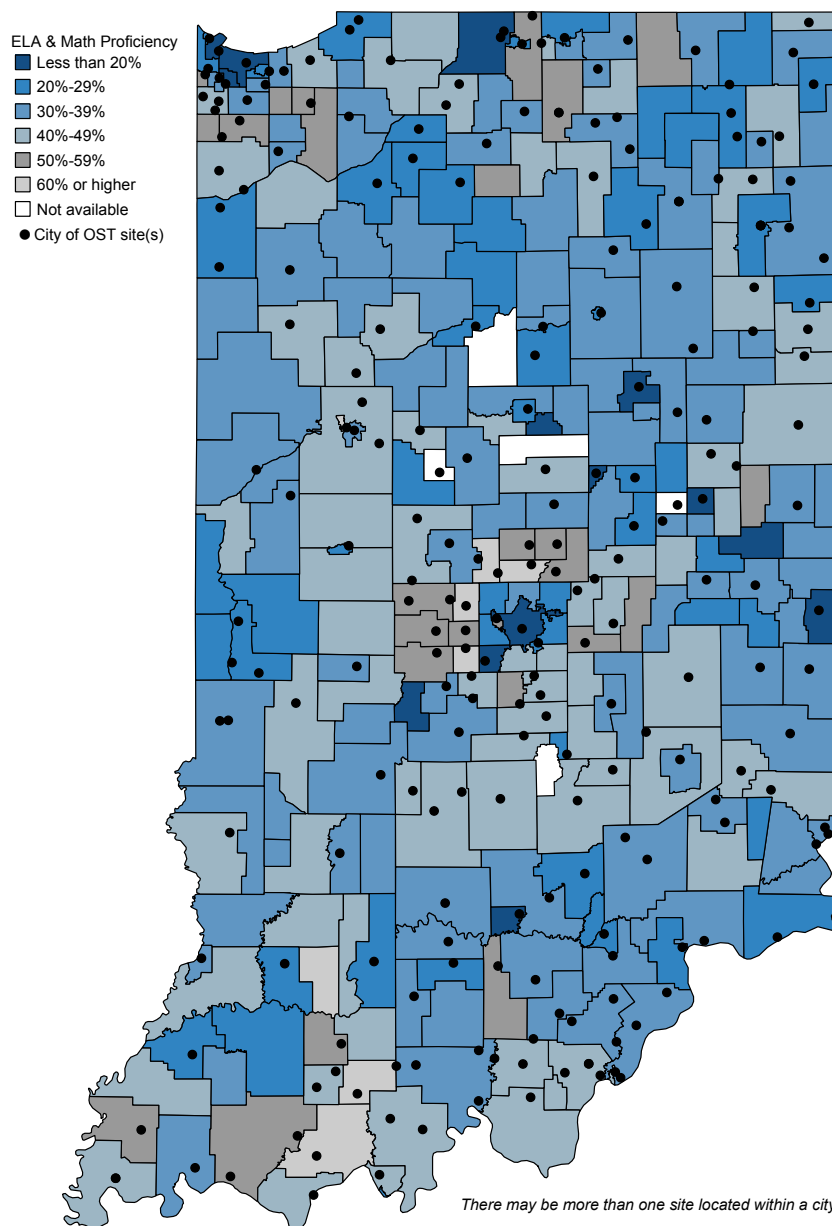 ELA & Math Proficiency
Less than 20%
20%-29%
30%-39%
40%-49%
50%-59%
60% or higher
Not available
City of OST site(s)
There may be more than one site located within a city